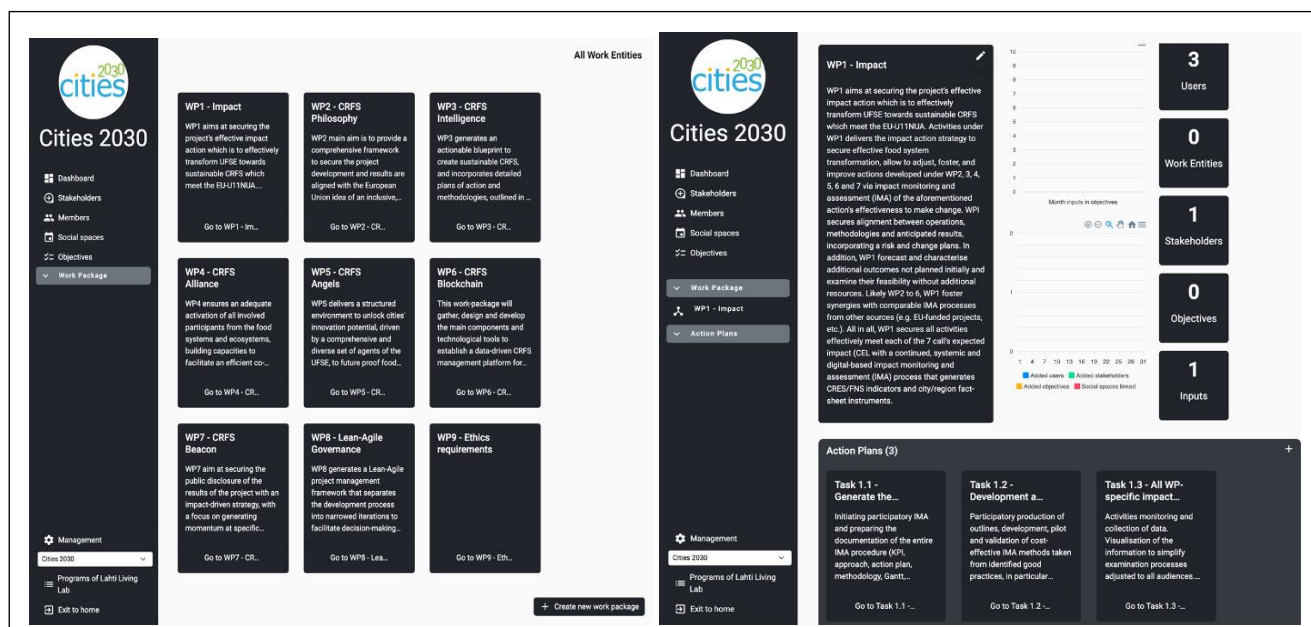 cities
2030
Cities 2030
Dashboard
Stakeholders
Members
Social spaces
Objectives
Work Package
Management
Cities 2030
Programs of Lahti Living
Lab
Exit to home
All Work Entities
WP1 - Impact
WP1 aims at securing the
project's effective impact
action which is to effectively
transform UFSE towards
sustainable CRFS which
meet the EU-U11NUA....
Go to WP1 - Im...
WP2 - CRFS
Philosophy
WP2 main aim is to provide a
comprehensive framework
to secure the project
development and results are
aligned with the European
Union idea of an inclusive,...
Go to WP2 - CR...
WP3 - CRFS
Intelligence
WP3 generates an
actionable blueprint to
create sustainable CRFS,
and incorporates detailed
plans of action and
methodologies, outlined in ...
Go to WP3 - CR...
WP4 - CRFS
Alliance
WP4 ensures an adequate
activation of all involved
participants from the food
systems and ecosystems,
building capacities to
facilitate an efficient co-...
Go to WP4 - CR...
WP5 - CRFS
Angels
WPS delivers a structured
environment to unlock cities'
innovation potential, driven
by a comprehensive and
diverse set of agents of the
UFSE, to future proof food...
Go to WP5 - CR...
WP6 - CRFS
Blockchain
This work-package will
gather, design and develop
the main components and
technological tools to
establish a data-driven CRFS
management platform for...
Go to WP6 - CR...
WP7 - CRFS
Beacon
WP7 aim at securing the
public disclosure of the
results of the project with an
impact-driven strategy, with
a focus on generating
momentum at specific...
Go to WP7 - CR...
WP8 - Lean-Agile
Governance
WP8 generates a Lean-Agile
project management
framework that separates
the development process
into narrowed iterations to
facilitate decision-making...
Go to WP8 - Lea...
WP9 - Ethics
requirements
Go to WP9 - Eth...
+ Create new work package
cities
2030
Cities 2030
Dashboard
Stakeholders
Members
Social spaces
Objectives
Work Package
WP1 - Impact
Action Plans
Management
Cities 2030
Programs of Lahti Living
Lab
Exit to home
WP1 - Impact
WP1 aims at securing the project's effective
impact action which is to effectively
transform UFSE towards sustainable CRFS
which meet the EU-U11NUA. Activities under
WP1 delivers the impact action strategy to
secure effective food system
transformation, allow to adjust, foster, and
improve actions developed under WP2, 3, 4,
5, 6 and 7 via impact monitoring and
assessment (IMA) of the aforementioned
action's effectiveness to make change. WPI
secures alignment between operations,
methodologies and anticipated results,
incorporating a risk and change plans. In
addition, WP1 forecast and characterise
additional outcomes not planned initially and
examine their feasibility without additional
resources. Likely WP2 to 6, WP1 foster
synergies with comparable IMA processes
from other sources (e.g. EU-funded projects,
etc.). All in all, WP1 secures all activities
effectively meet each of the 7 call's expected
impact (CEL with a continued, systemic and
digital-based impact monitoring and
assessment (IMA) process that generates
CRES/FNS indicators and city/region fact-
sheet instruments.
10
9
8
7
6
5
4
3
2
1
0
Month inputs in objectives
2
1
0
1 4 7 10 13 16 19 22 25 28 31
Added users Added stakeholders
Added objectives Social spaces linked
3
Users
0
Work Entities
1
Stakeholders
0
Objectives
1
Inputs
Action Plans (3)
+
Task 1.1 -
Generate the...
Initiating participatory IMA
and preparing the
documentation of the entire
IMA procedure (KPI,
approach, action plan,
methodology, Gantt,...
Go to Task 1.1 -...
Task 1.2 -
Development a...
Participatory production of
outlines, development, pilot
and validation of cost-
effective IMA methods taken
from identified good
practices, in particular...
Go to Task 1.2 -...
Task 1.3 - All WP-
specific impact...
Activities monitoring and
collection of data.
Visualisation of the
information to simplify
examination processes
adjusted to all audiences....
Go to Task 1.3 -...